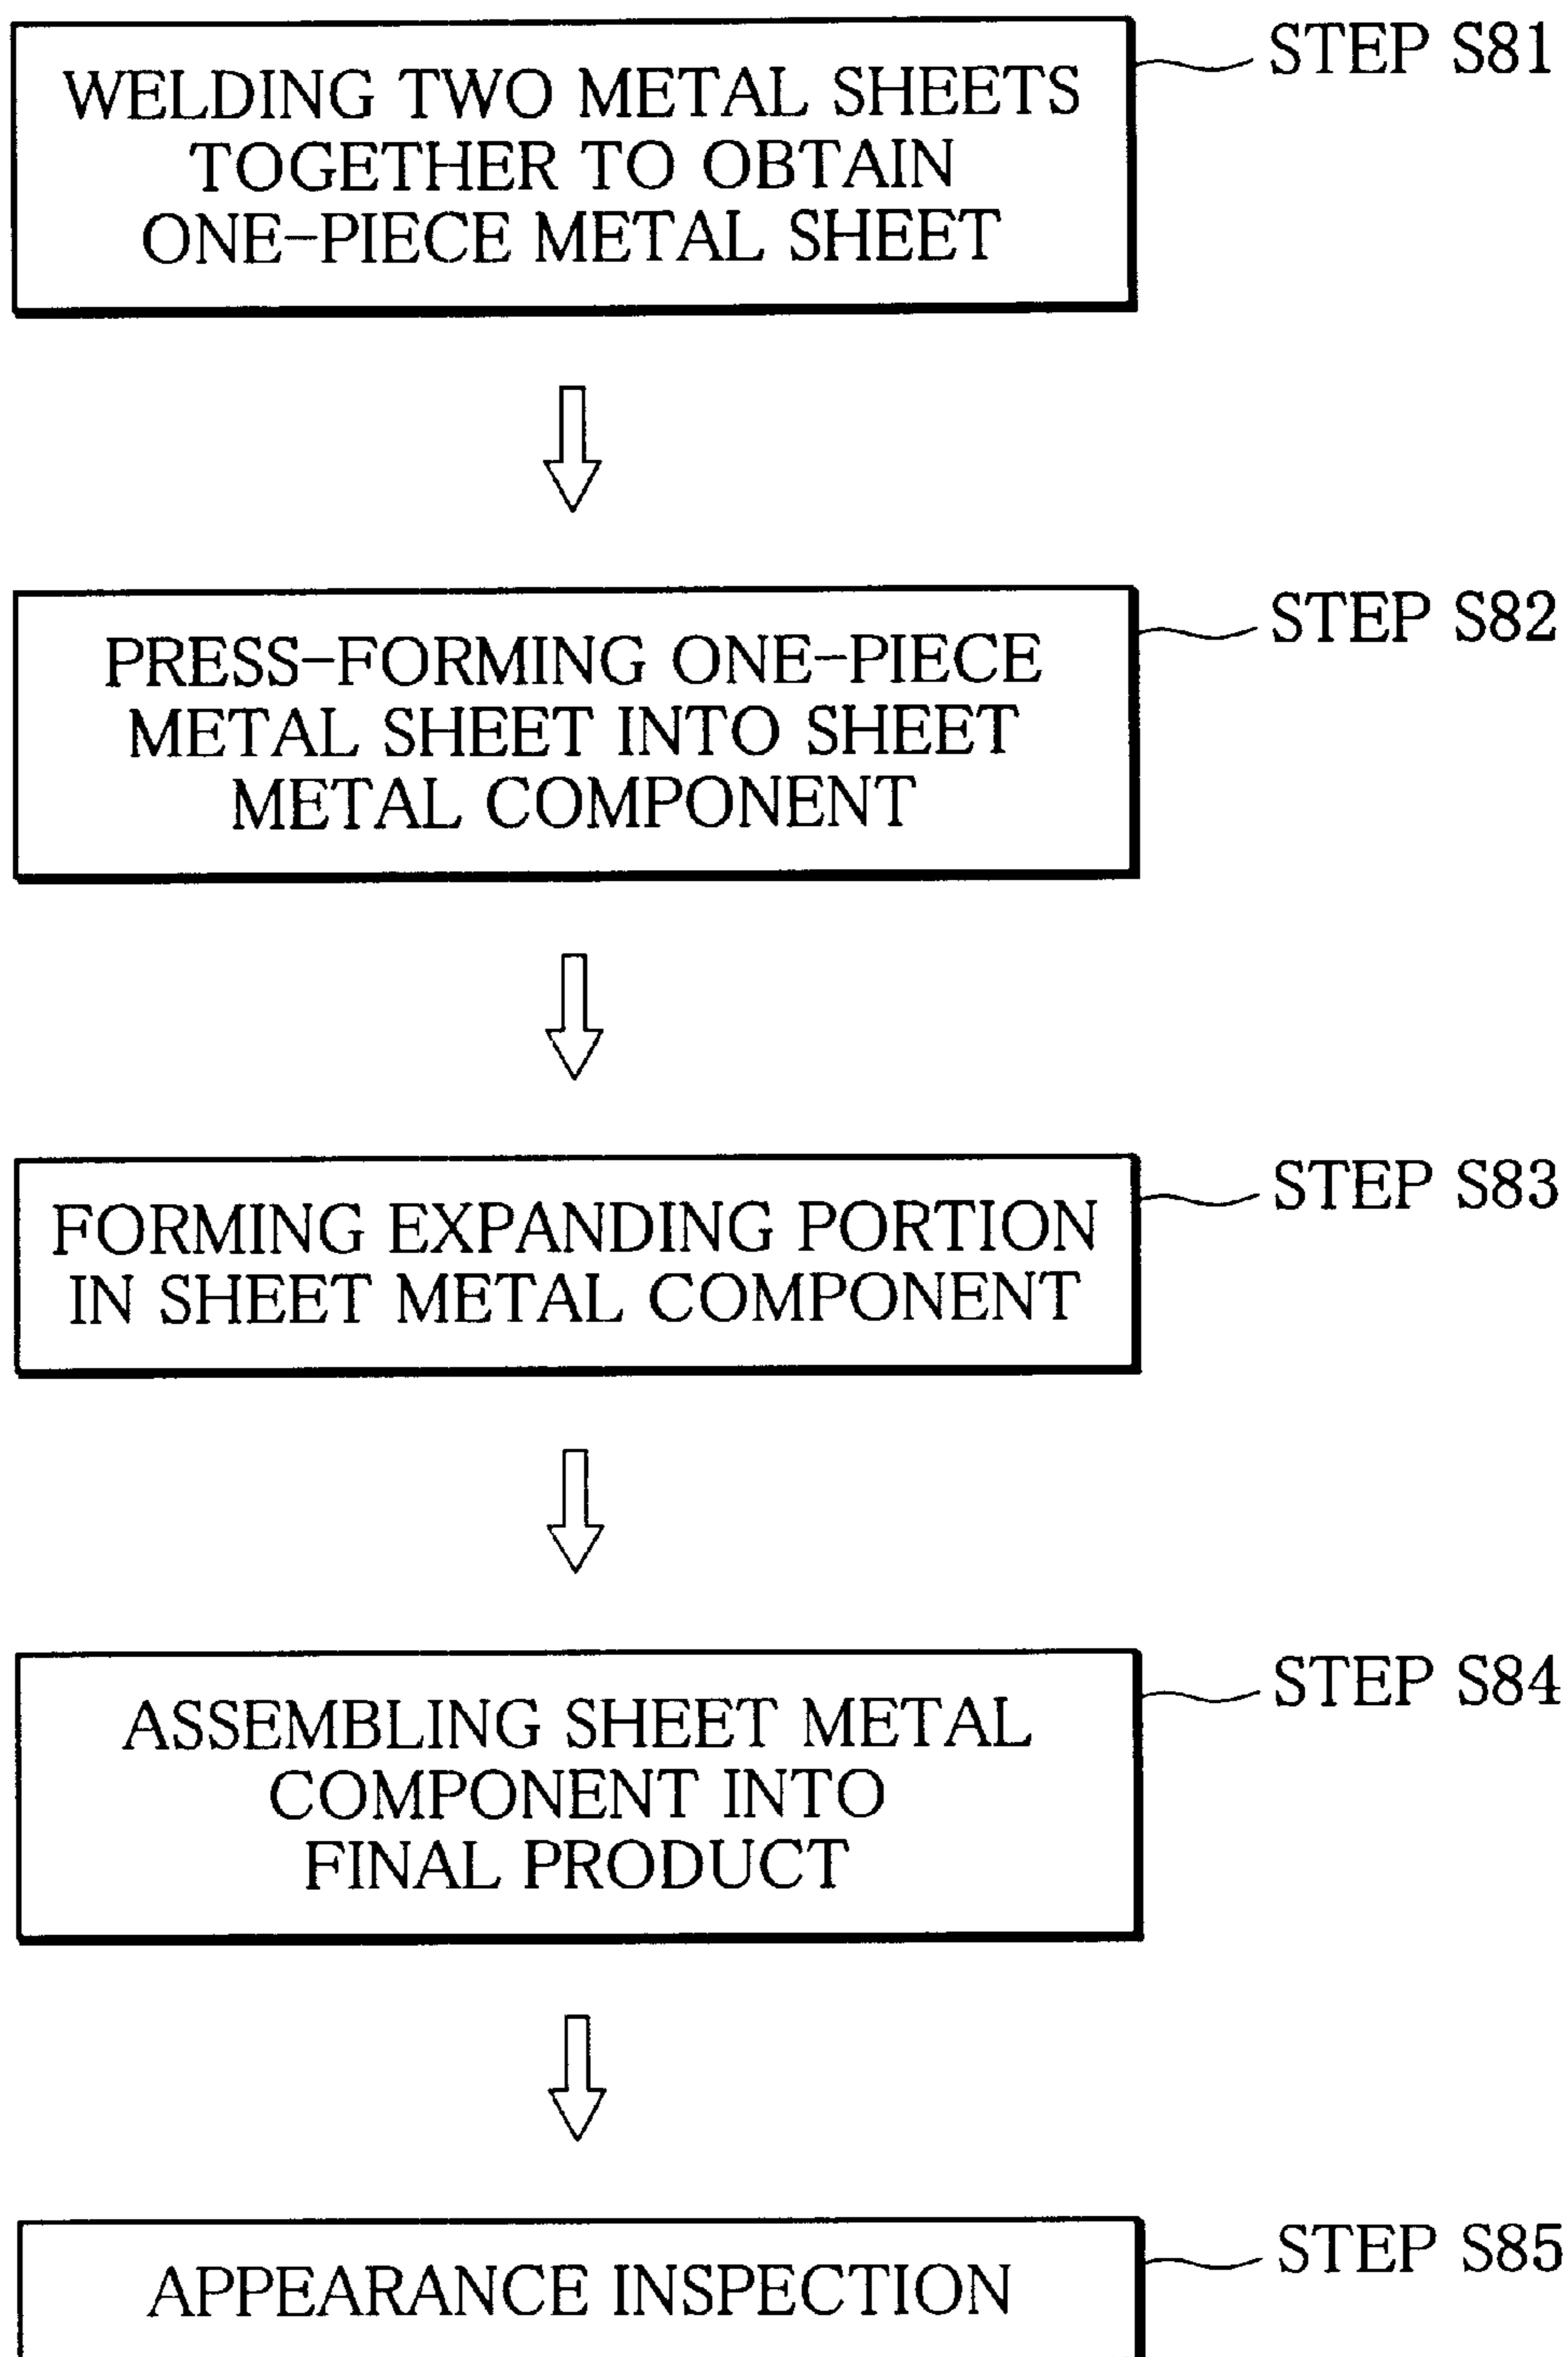 WELDING TWO METAL SHEETS
TOGETHER TO OBTAIN
ONE-PIECE METAL SHEET
STEP S81
PRESS-FORMING ONE-PIECE
METAL SHEET INTO SHEET
METAL COMPONENT
STEP S82
FORMING EXPANDING PORTION
IN SHEET METAL COMPONENT
STEP S83
ASSEMBLING SHEET METAL
COMPONENT INTO
FINAL PRODUCT
STEP S84
APPEARANCE INSPECTION
STEP S85